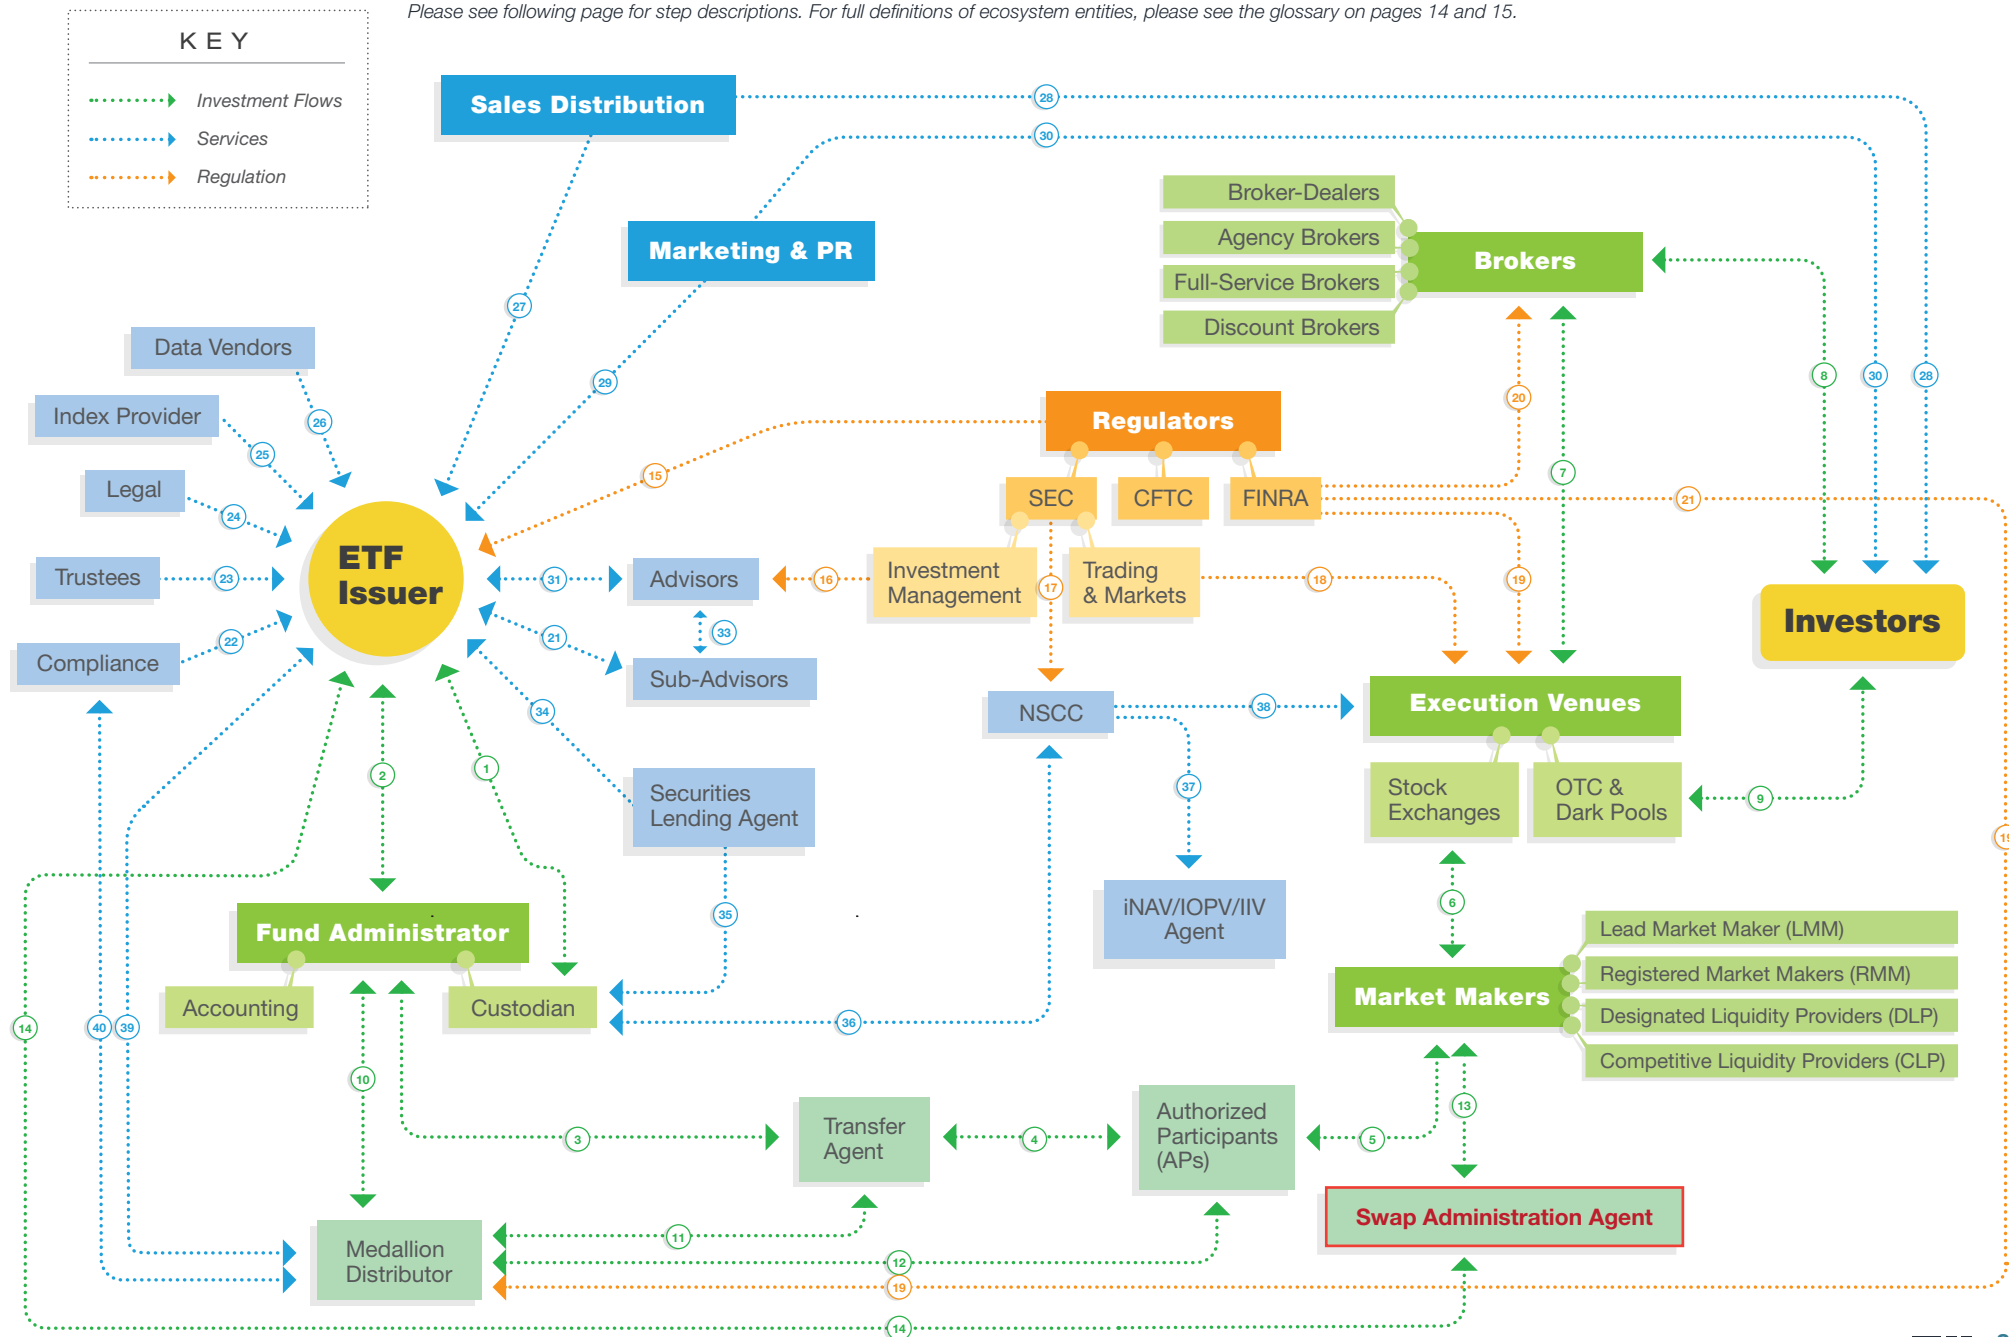 Please see following page for step descriptions. For full definitions of ecosystem entities, please see the glossary on pages 14 and 15.
KEY
Investment Flows
Services
Regulation
Sales Distribution
28
30
Marketing & PR
Broker-Dealers
Agency Brokers
Full-Service Brokers
Discount Brokers
Brokers
27
29
Data Vendors
Index Provider
26
25
Legal
24
Trustees
23
Compliance
22
ETF
Issuer
15
Regulators
SEC
CFTC
FINRA
20
7
8
30
28
21
31
Advisors
16
Investment
Management
17
Trading
& Markets
18
19
Investors
21
33
Sub-Advisors
34
NSCC
38
Execution Venues
2
1
Securities
Lending Agent
37
Stock
Exchanges
OTC &
Dark Pools
9
19
35
iNAV/IOPV/IIV
Agent
6
Fund Administrator
Accounting
Custodian
36
Market Makers
Lead Market Maker (LMM)
Registered Market Makers (RMM)
Designated Liquidity Providers (DLP)
Competitive Liquidity Providers (CLP)
14
40
39
10
3
Transfer
Agent
4
Authorized
Participants
(APs)
5
13
Swap Administration Agent
Medallion
Distributor
11
12
19
14